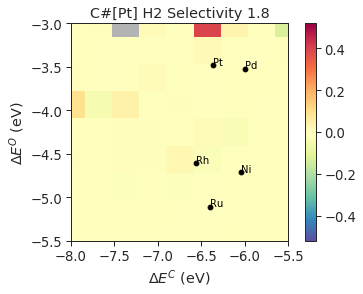 C#[Pt] H2 Selectivity 1.8
−3.0
−3.5
−4.0
−4.5
−5.0
−5.5
ΔE^O (eV)
Pt
Pd
Rh
Ni
Ru
−8.0 −7.5 −7.0 −6.5 −6.0 −5.5
ΔE^C (eV)
0.4
0.2
0.0
−0.2
−0.4